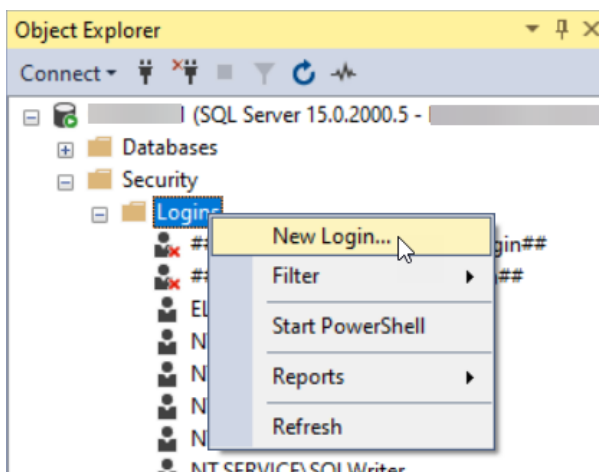 Object Explorer
Connect
(SQL Server 15.0.2000.5 -
Databases
Security
Logins
New Login...
##
gin##
Filter
##
##
EL
Start PowerShell
N
N
Reports
N
N
Refresh
NT SERVICE\SQLWriter